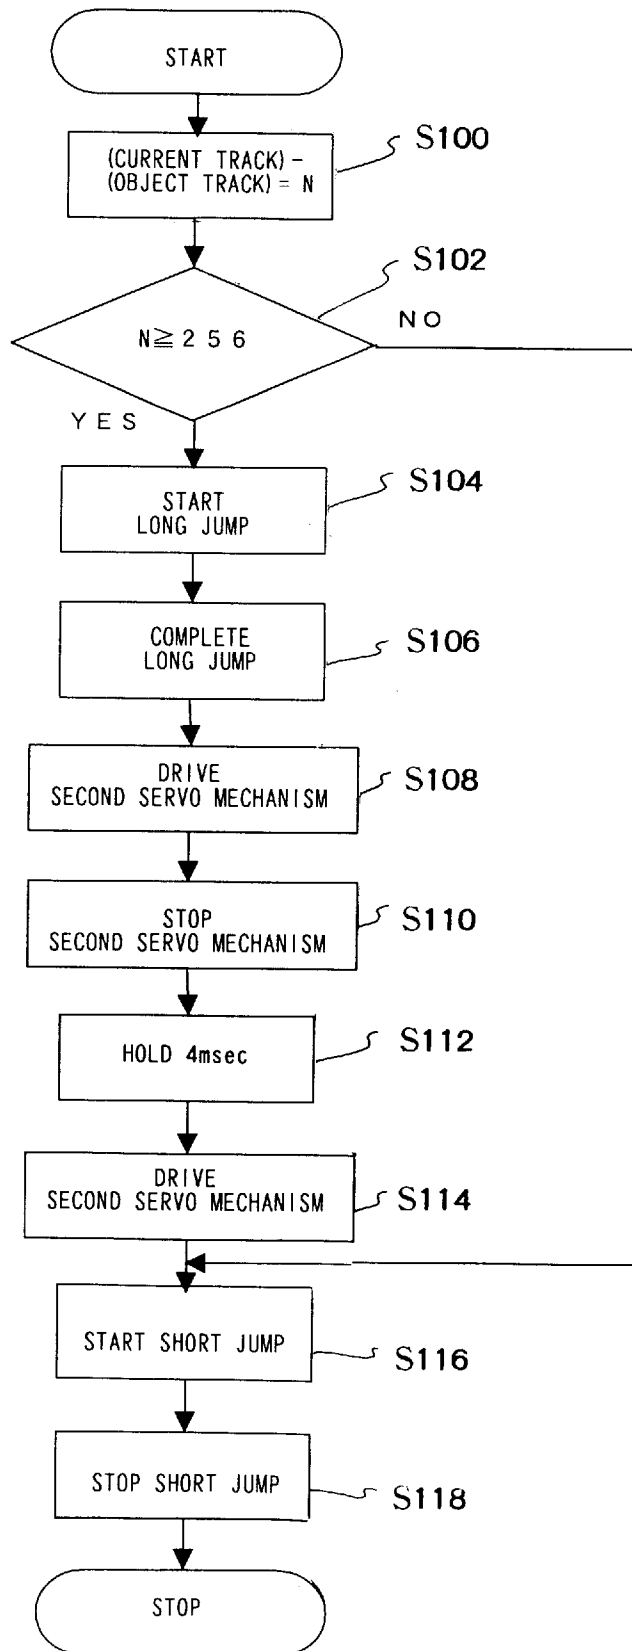 START
(CURRENT TRACK) -
(OBJECT TRACK) = N
S100
S102
N≧256
NO
YES
START
LONG JUMP
S104
COMPLETE
LONG JUMP
S106
DRIVE
SECOND SERVO MECHANISM
S108
STOP
SECOND SERVO MECHANISM
S110
HOLD 4msec
S112
DRIVE
SECOND SERVO MECHANISM
S114
START SHORT JUMP
S116
STOP SHORT JUMP
S118
STOP